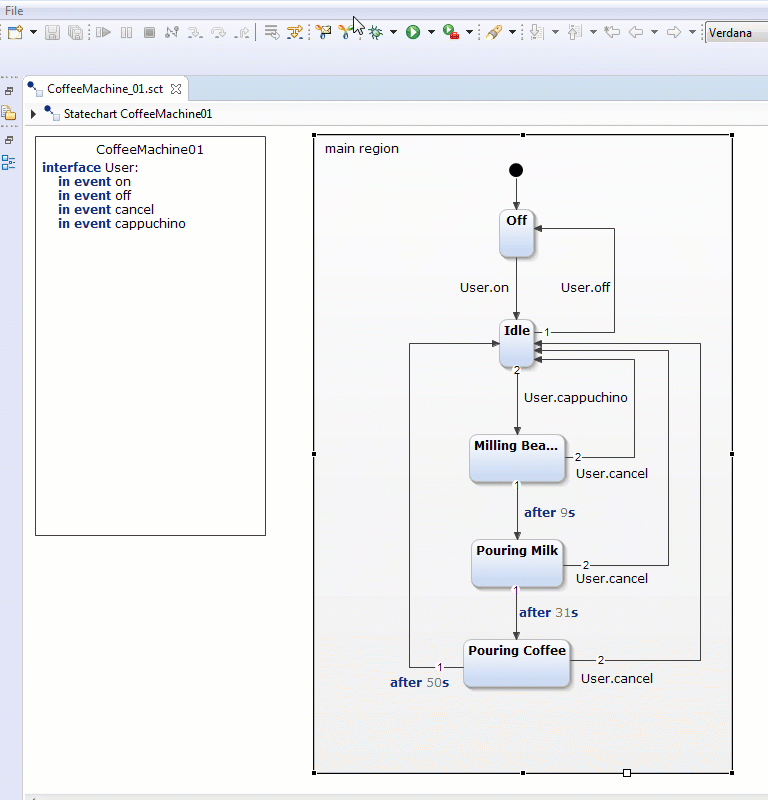 File
Verdana
CoffeeMachine_01.sct
Statechart CoffeeMachine01
CoffeeMachine01
interface User:
in event on
in event off
in event cancel
in event cappuchino
main region
Off
User.on
User.off
Idle
1
2
User.cappuchino
Milling Bea...
2
User.cancel
1
after 9s
Pouring Milk
2
User.cancel
1
after 31s
Pouring Coffee
1
2
after 50s
User.cancel